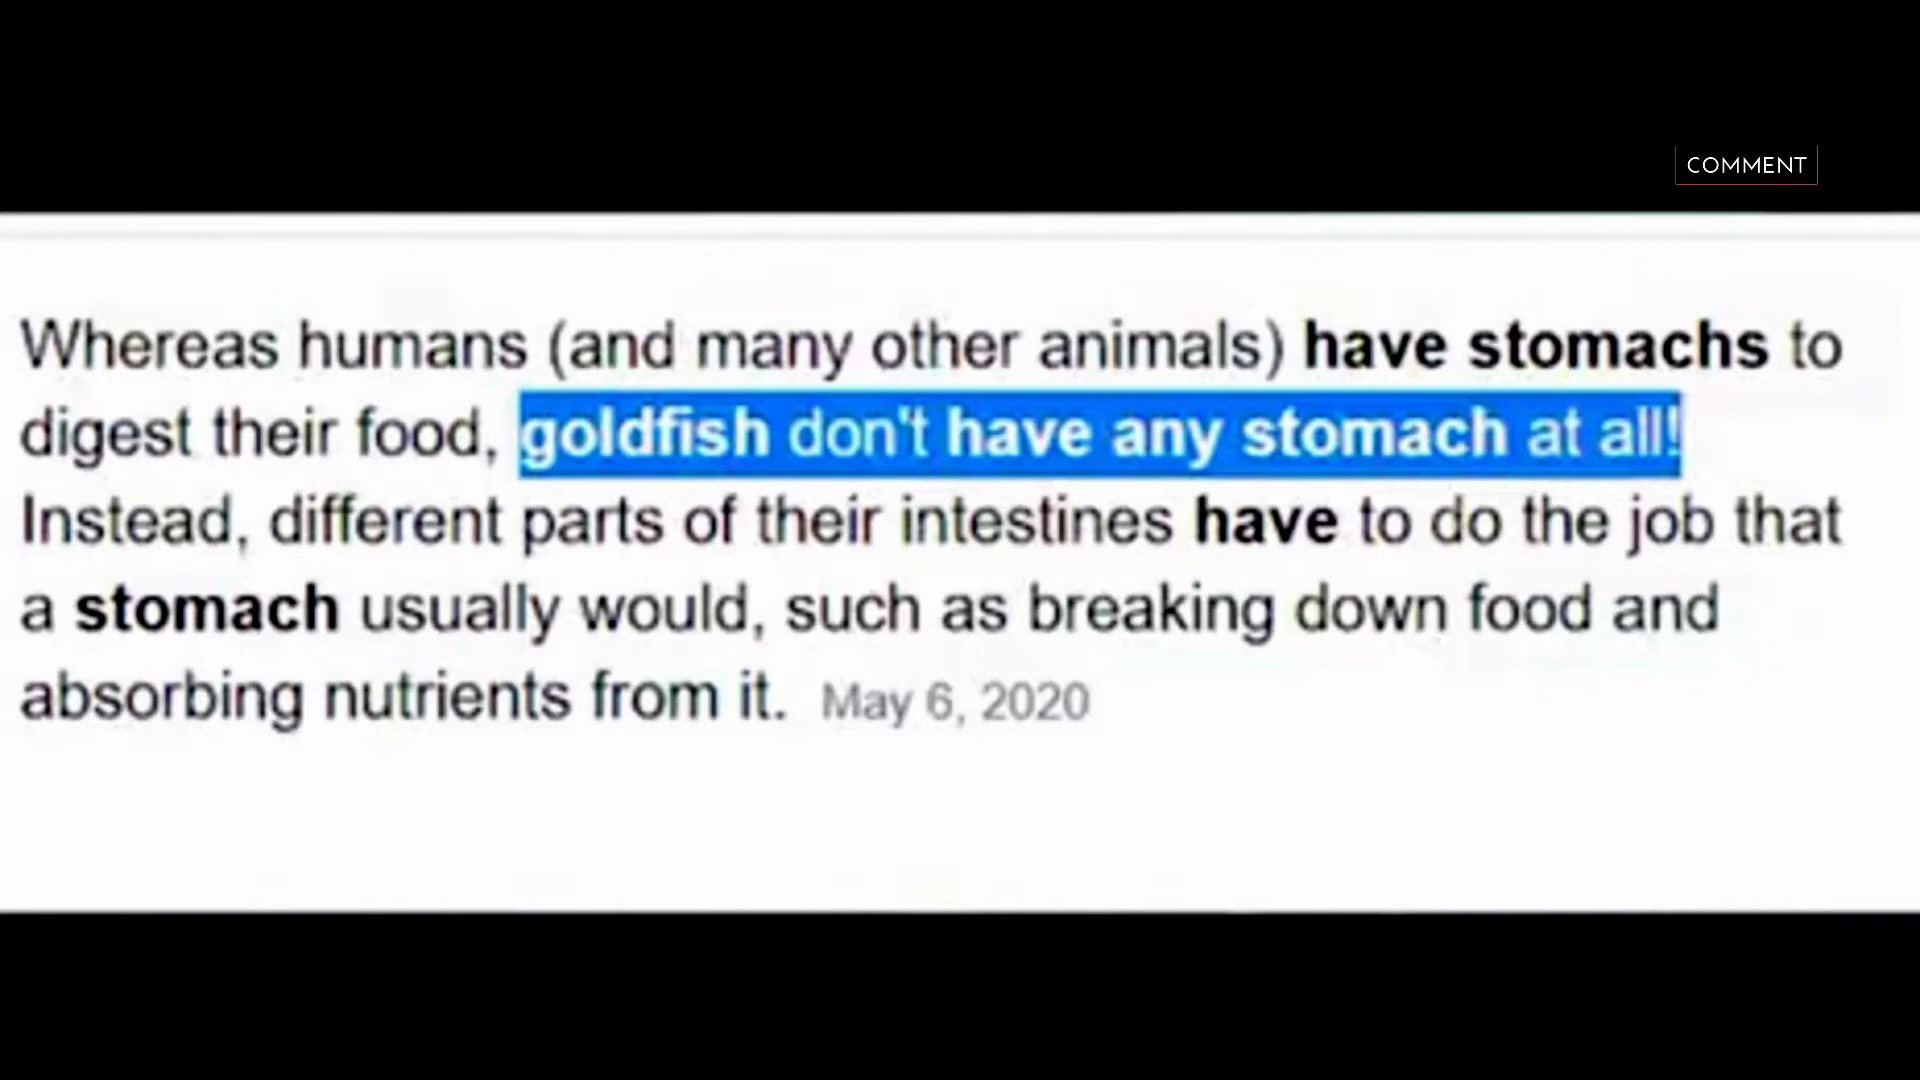 COMMENT
Whereas humans (and many other animals) have stomachs to
digest their food, goldfish don't have any stomach at all!
Instead, different parts of their intestines have to do the job that
a stomach usually would, such as breaking down food and
absorbing nutrients from it. May 6, 2020